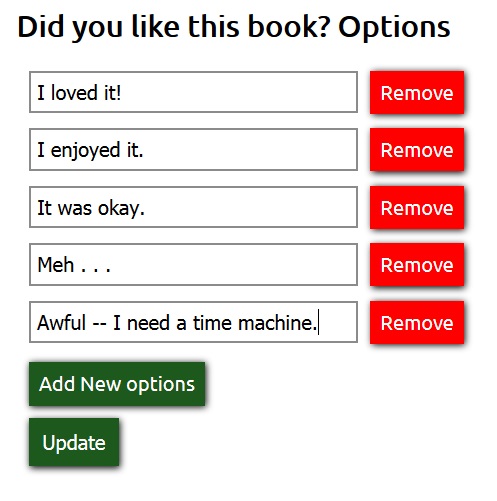 Did you like this book? Options
I loved it! Remove
I enjoyed it. Remove
It was okay. Remove
Meh . . . Remove
Awful -- I need a time machine. Remove
Add New options
Update